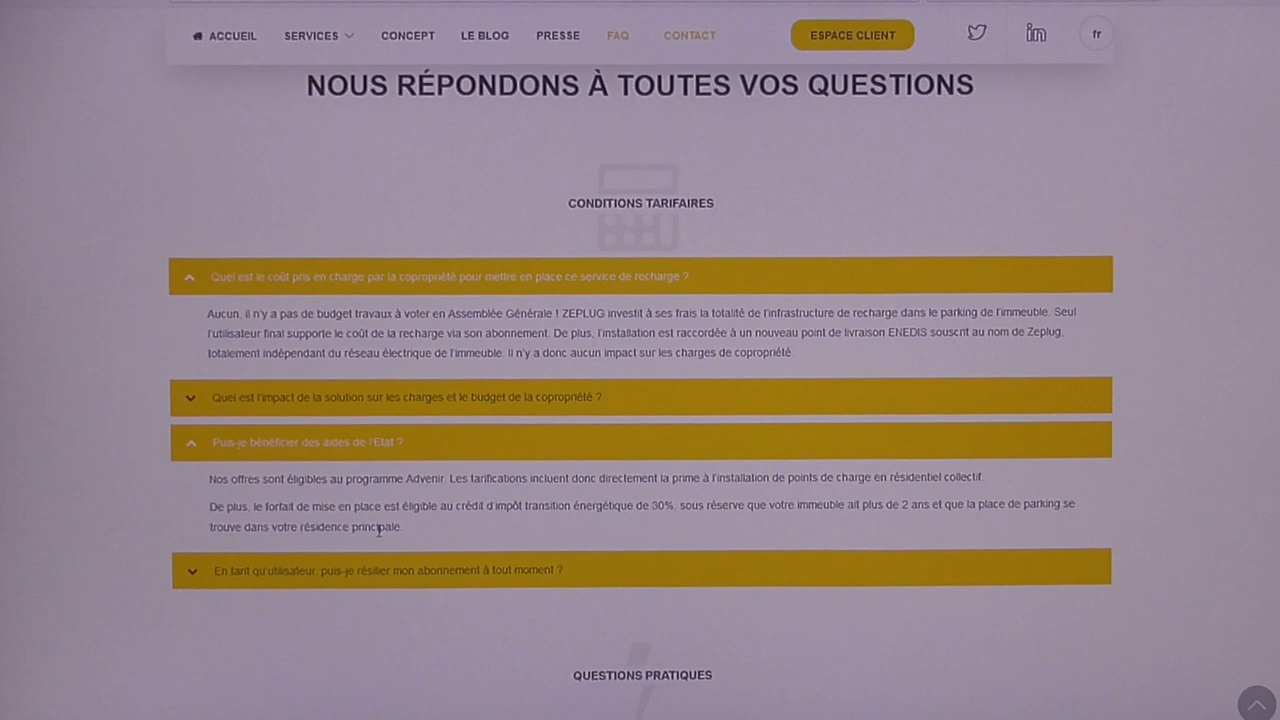 ACCUEIL SERVICES CONCEPT LE BLOG PRESSE FAQ CONTACT ESPACE CLIENT fr
NOUS RÉPONDONS À TOUTES VOS QUESTIONS
CONDITIONS TARIFAIRES
Quel est le coût pris en charge par la copropriété pour mettre en place ce service de recharge ?
Aucun, il n'y a pas de budget travaux à voter en Assemblée Générale ! ZEPLUG investit à ses frais la totalité de l'infrastructure de recharge dans le parking de l'immeuble. Seul
l'utilisateur final supporte le coût de la recharge via son abonnement. De plus, l'installation est raccordée à un nouveau point de livraison ENEDIS souscrit au nom de Zeplug,
totalement indépendant du réseau électrique de l'immeuble. Il n'y a donc aucun impact sur les charges de copropriété.
Quel est l'impact de la solution sur les charges et le budget de la copropriété ?
Puis-je bénéficier des aides de l'Etat ?
Nos offres sont éligibles au programme Advenir. Les tarifications incluent donc directement la prime à l'installation de points de charge en résidentiel collectif.
De plus, le forfait de mise en place est éligible au crédit d'impôt transition énergétique de 30%, sous réserve que votre immeuble ait plus de 2 ans et que la place de parking se
trouve dans votre résidence principale.
En tant qu'utilisateur, puis-je résilier mon abonnement à tout moment ?
QUESTIONS PRATIQUES